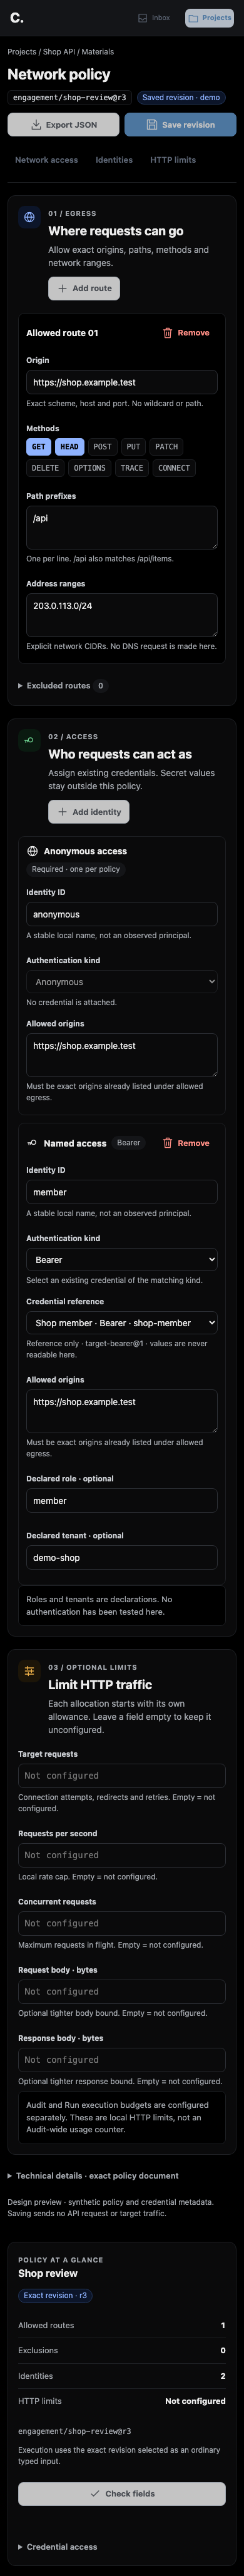 C.
Inbox
Projects
Projects / Shop API / Materials
Network policy
engagement/shop-review@r3
Saved revision · demo
Export JSON
Save revision
Network access
Identities
HTTP limits
01 / EGRESS
Where requests can go
Allow exact origins, paths, methods and
network ranges.
Add route
Allowed route 01
Remove
Origin
https://shop.example.test
Exact scheme, host and port. No wildcard or path.
Methods
GET HEAD POST PUT PATCH
DELETE OPTIONS TRACE CONNECT
Path prefixes
/api
One per line. /api also matches /api/items.
Address ranges
203.0.113.0/24
Explicit network CIDRs. No DNS request is made here.
Excluded routes 0
02 / ACCESS
Who requests can act as
Assign existing credentials. Secret values
stay outside this policy.
Add identity
Anonymous access
Required · one per policy
Identity ID
anonymous
A stable local name, not an observed principal.
Authentication kind
Anonymous
No credential is attached.
Allowed origins
https://shop.example.test
Must be exact origins already listed under allowed
egress.
Named access
Bearer
Remove
Identity ID
member
A stable local name, not an observed principal.
Authentication kind
Bearer
Select an existing credential of the matching kind.
Credential reference
Shop member · Bearer · shop-member
Reference only · target-bearer@1 · values are never
readable here.
Allowed origins
https://shop.example.test
Must be exact origins already listed under allowed
egress.
Declared role · optional
member
Declared tenant · optional
demo-shop
Roles and tenants are declarations. No
authentication has been tested here.
03 / OPTIONAL LIMITS
Limit HTTP traffic
Each allocation starts with its own
allowance. Leave a field empty to keep it
unconfigured.
Target requests
Not configured
Connection attempts, redirects and retries. Empty = not
configured.
Requests per second
Not configured
Local rate cap. Empty = not configured.
Concurrent requests
Not configured
Maximum requests in flight. Empty = not configured.
Request body · bytes
Not configured
Optional tighter body bound. Empty = not configured.
Response body · bytes
Not configured
Optional tighter response bound. Empty = not configured.
Audit and Run execution budgets are configured
separately. These are local HTTP limits, not an
Audit-wide usage counter.
Technical details · exact policy document
Design preview · synthetic policy and credential metadata.
Saving sends no API request or target traffic.
POLICY AT A GLANCE
Shop review
Exact revision · r3
Allowed routes 1
Exclusions 0
Identities 2
HTTP limits Not configured
engagement/shop-review@r3
Execution uses the exact revision selected as an ordinary
typed input.
Check fields
Credential access